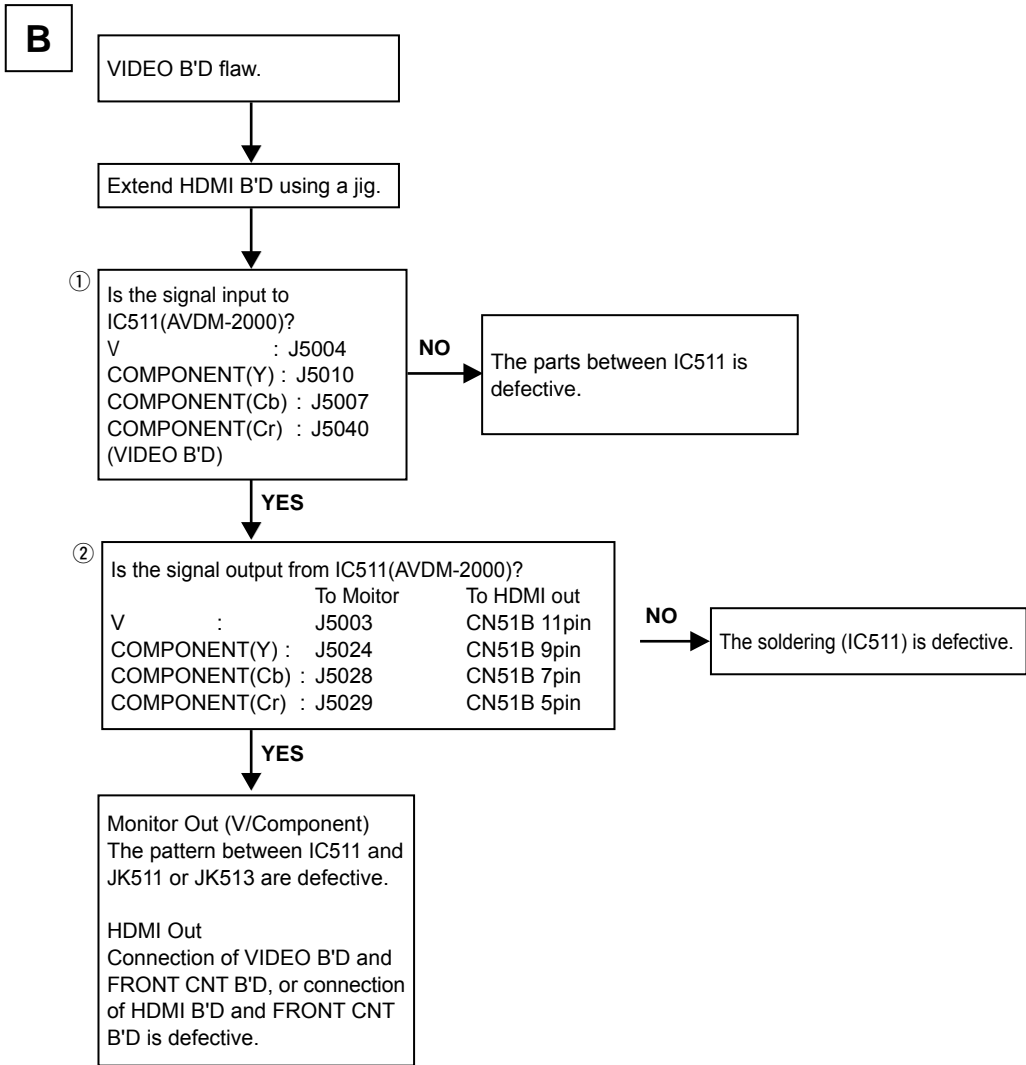 B
VIDEO B'D flaw.
Extend HDMI B'D using a jig.
①
Is the signal input to
IC511(AVDM-2000)?
V : J5004
COMPONENT(Y) : J5010
COMPONENT(Cb) : J5007
COMPONENT(Cr) : J5040
(VIDEO B'D)
NO
The parts between IC511 is
defective.
YES
②
Is the signal output from IC511(AVDM-2000)?
To Moitor To HDMI out
V : J5003 CN51B 11pin
COMPONENT(Y) : J5024 CN51B 9pin
COMPONENT(Cb) : J5028 CN51B 7pin
COMPONENT(Cr) : J5029 CN51B 5pin
NO
The soldering (IC511) is defective.
YES
Monitor Out (V/Component)
The pattern between IC511 and
JK511 or JK513 are defective.
HDMI Out
Connection of VIDEO B'D and
FRONT CNT B'D, or connection
of HDMI B'D and FRONT CNT
B'D is defective.